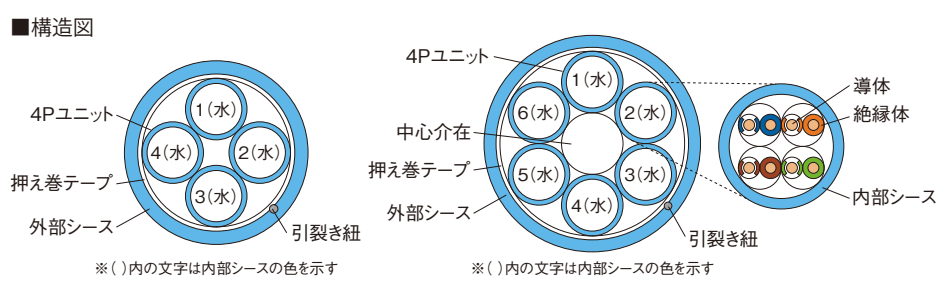 ■構造図
4Pユニット
1(水)
2(水)
3(水)
4(水)
押え巻テープ
外部シース
引裂き紐
※( )内の文字は内部シースの色を示す
4Pユニット
1(水)
2(水)
3(水)
4(水)
5(水)
6(水)
中心介在
押え巻テープ
外部シース
引裂き紐
※( )内の文字は内部シースの色を示す
導体
絶縁体
内部シース